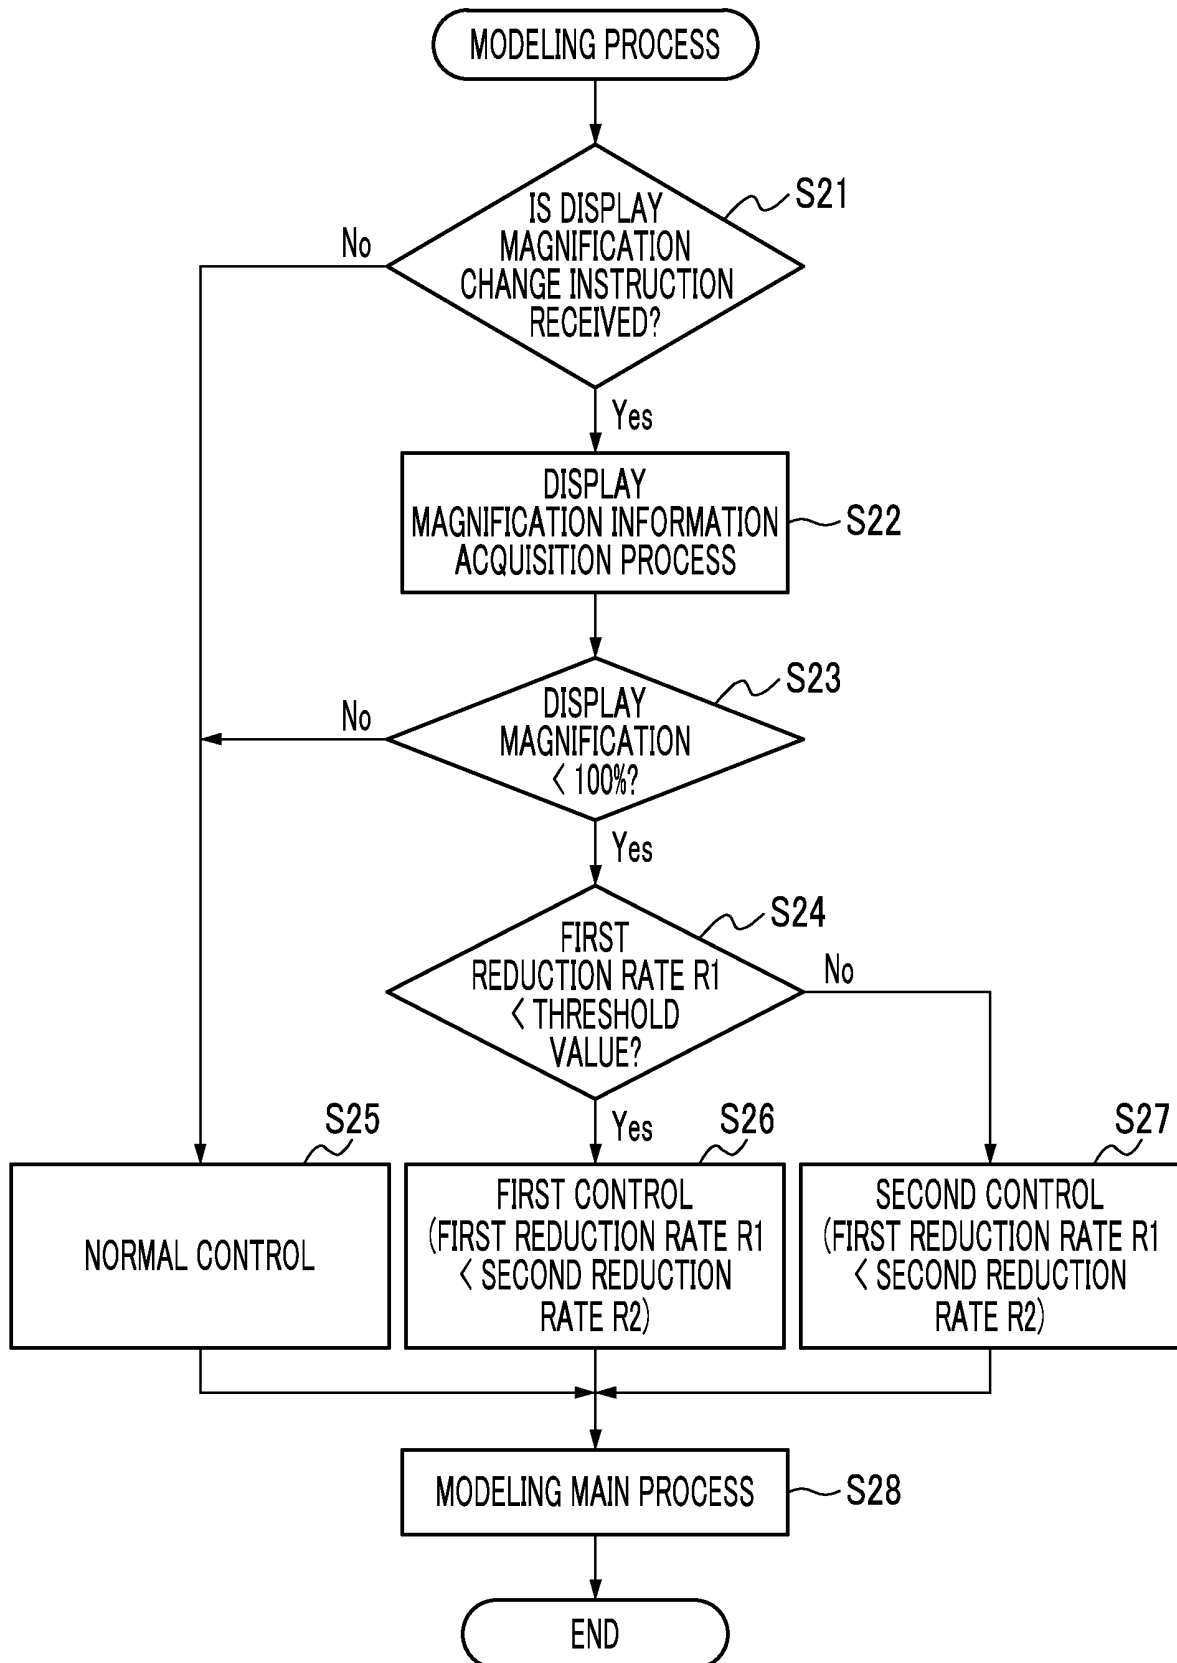 MODELING PROCESS
S21
IS DISPLAY
MAGNIFICATION
CHANGE INSTRUCTION
RECEIVED?
No
Yes
DISPLAY
MAGNIFICATION INFORMATION
ACQUISITION PROCESS
S22
S23
DISPLAY
MAGNIFICATION
< 100%?
No
Yes
S24
FIRST
REDUCTION RATE R1
< THRESHOLD
VALUE?
No
Yes
S25
NORMAL CONTROL
S26
FIRST CONTROL
(FIRST REDUCTION RATE R1
< SECOND REDUCTION
RATE R2)
S27
SECOND CONTROL
(FIRST REDUCTION RATE R1
< SECOND REDUCTION
RATE R2)
MODELING MAIN PROCESS
S28
END